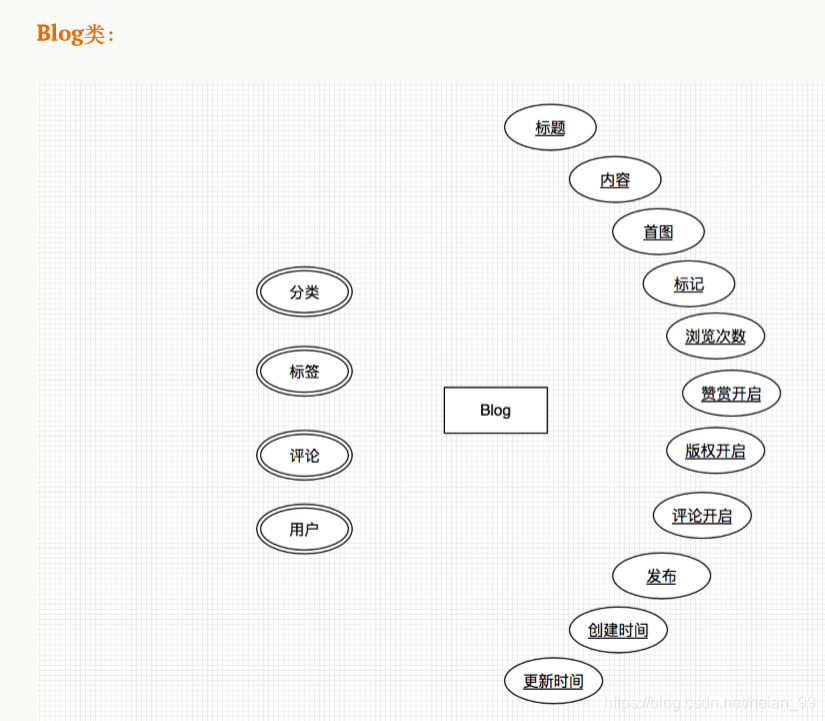 Blog类：
标题
内容
首图
标记
分类
浏览次数
标签
赞赏开启
Blog
版权开启
评论
评论开启
用户
发布
创建时间
更新时间
https://blog.csdn.net/heian_99